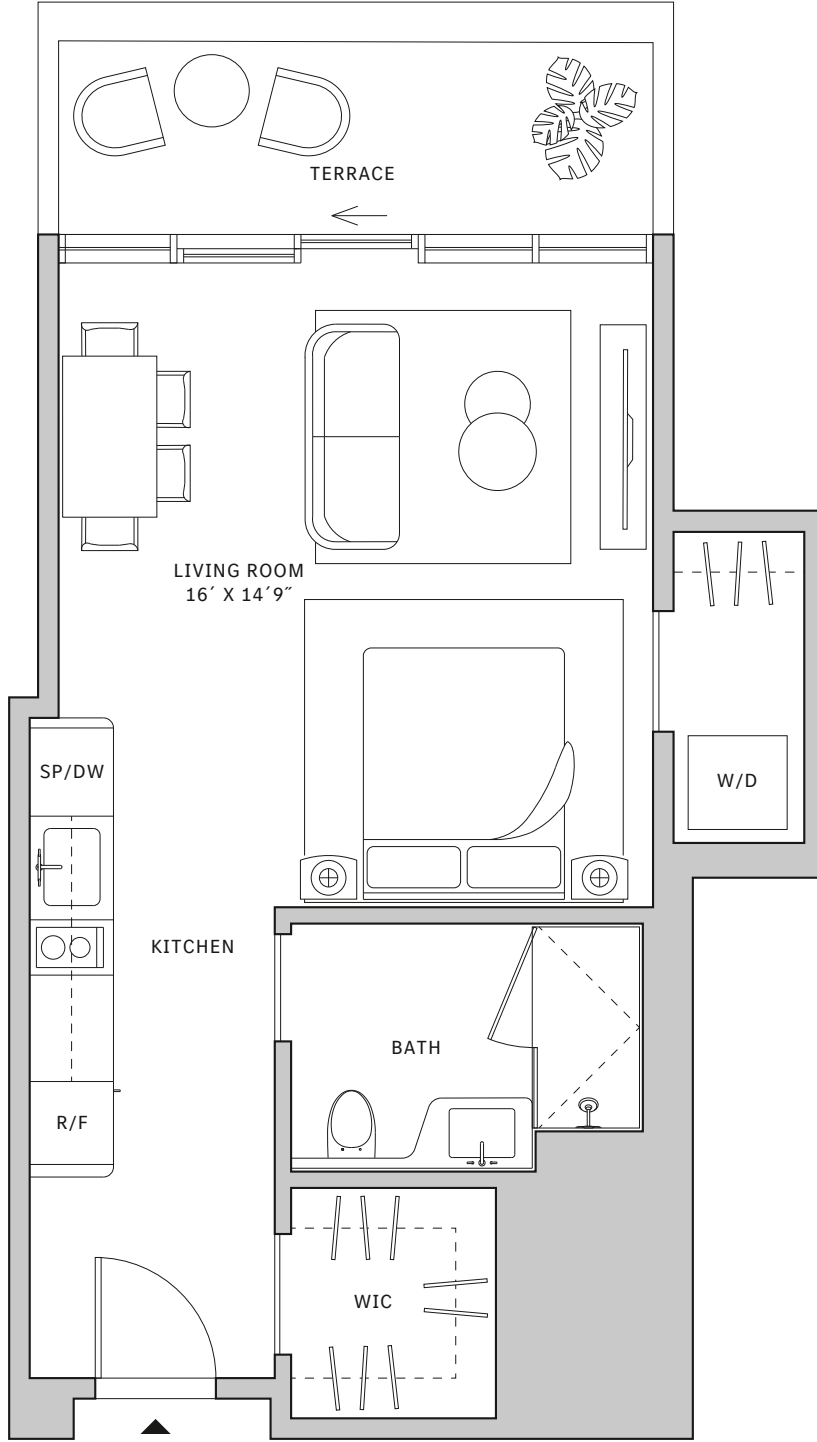 TERRACE
LIVING ROOM
16´ X 14´9˝
SP/DW
W/D
KITCHEN
BATH
R/F
WIC